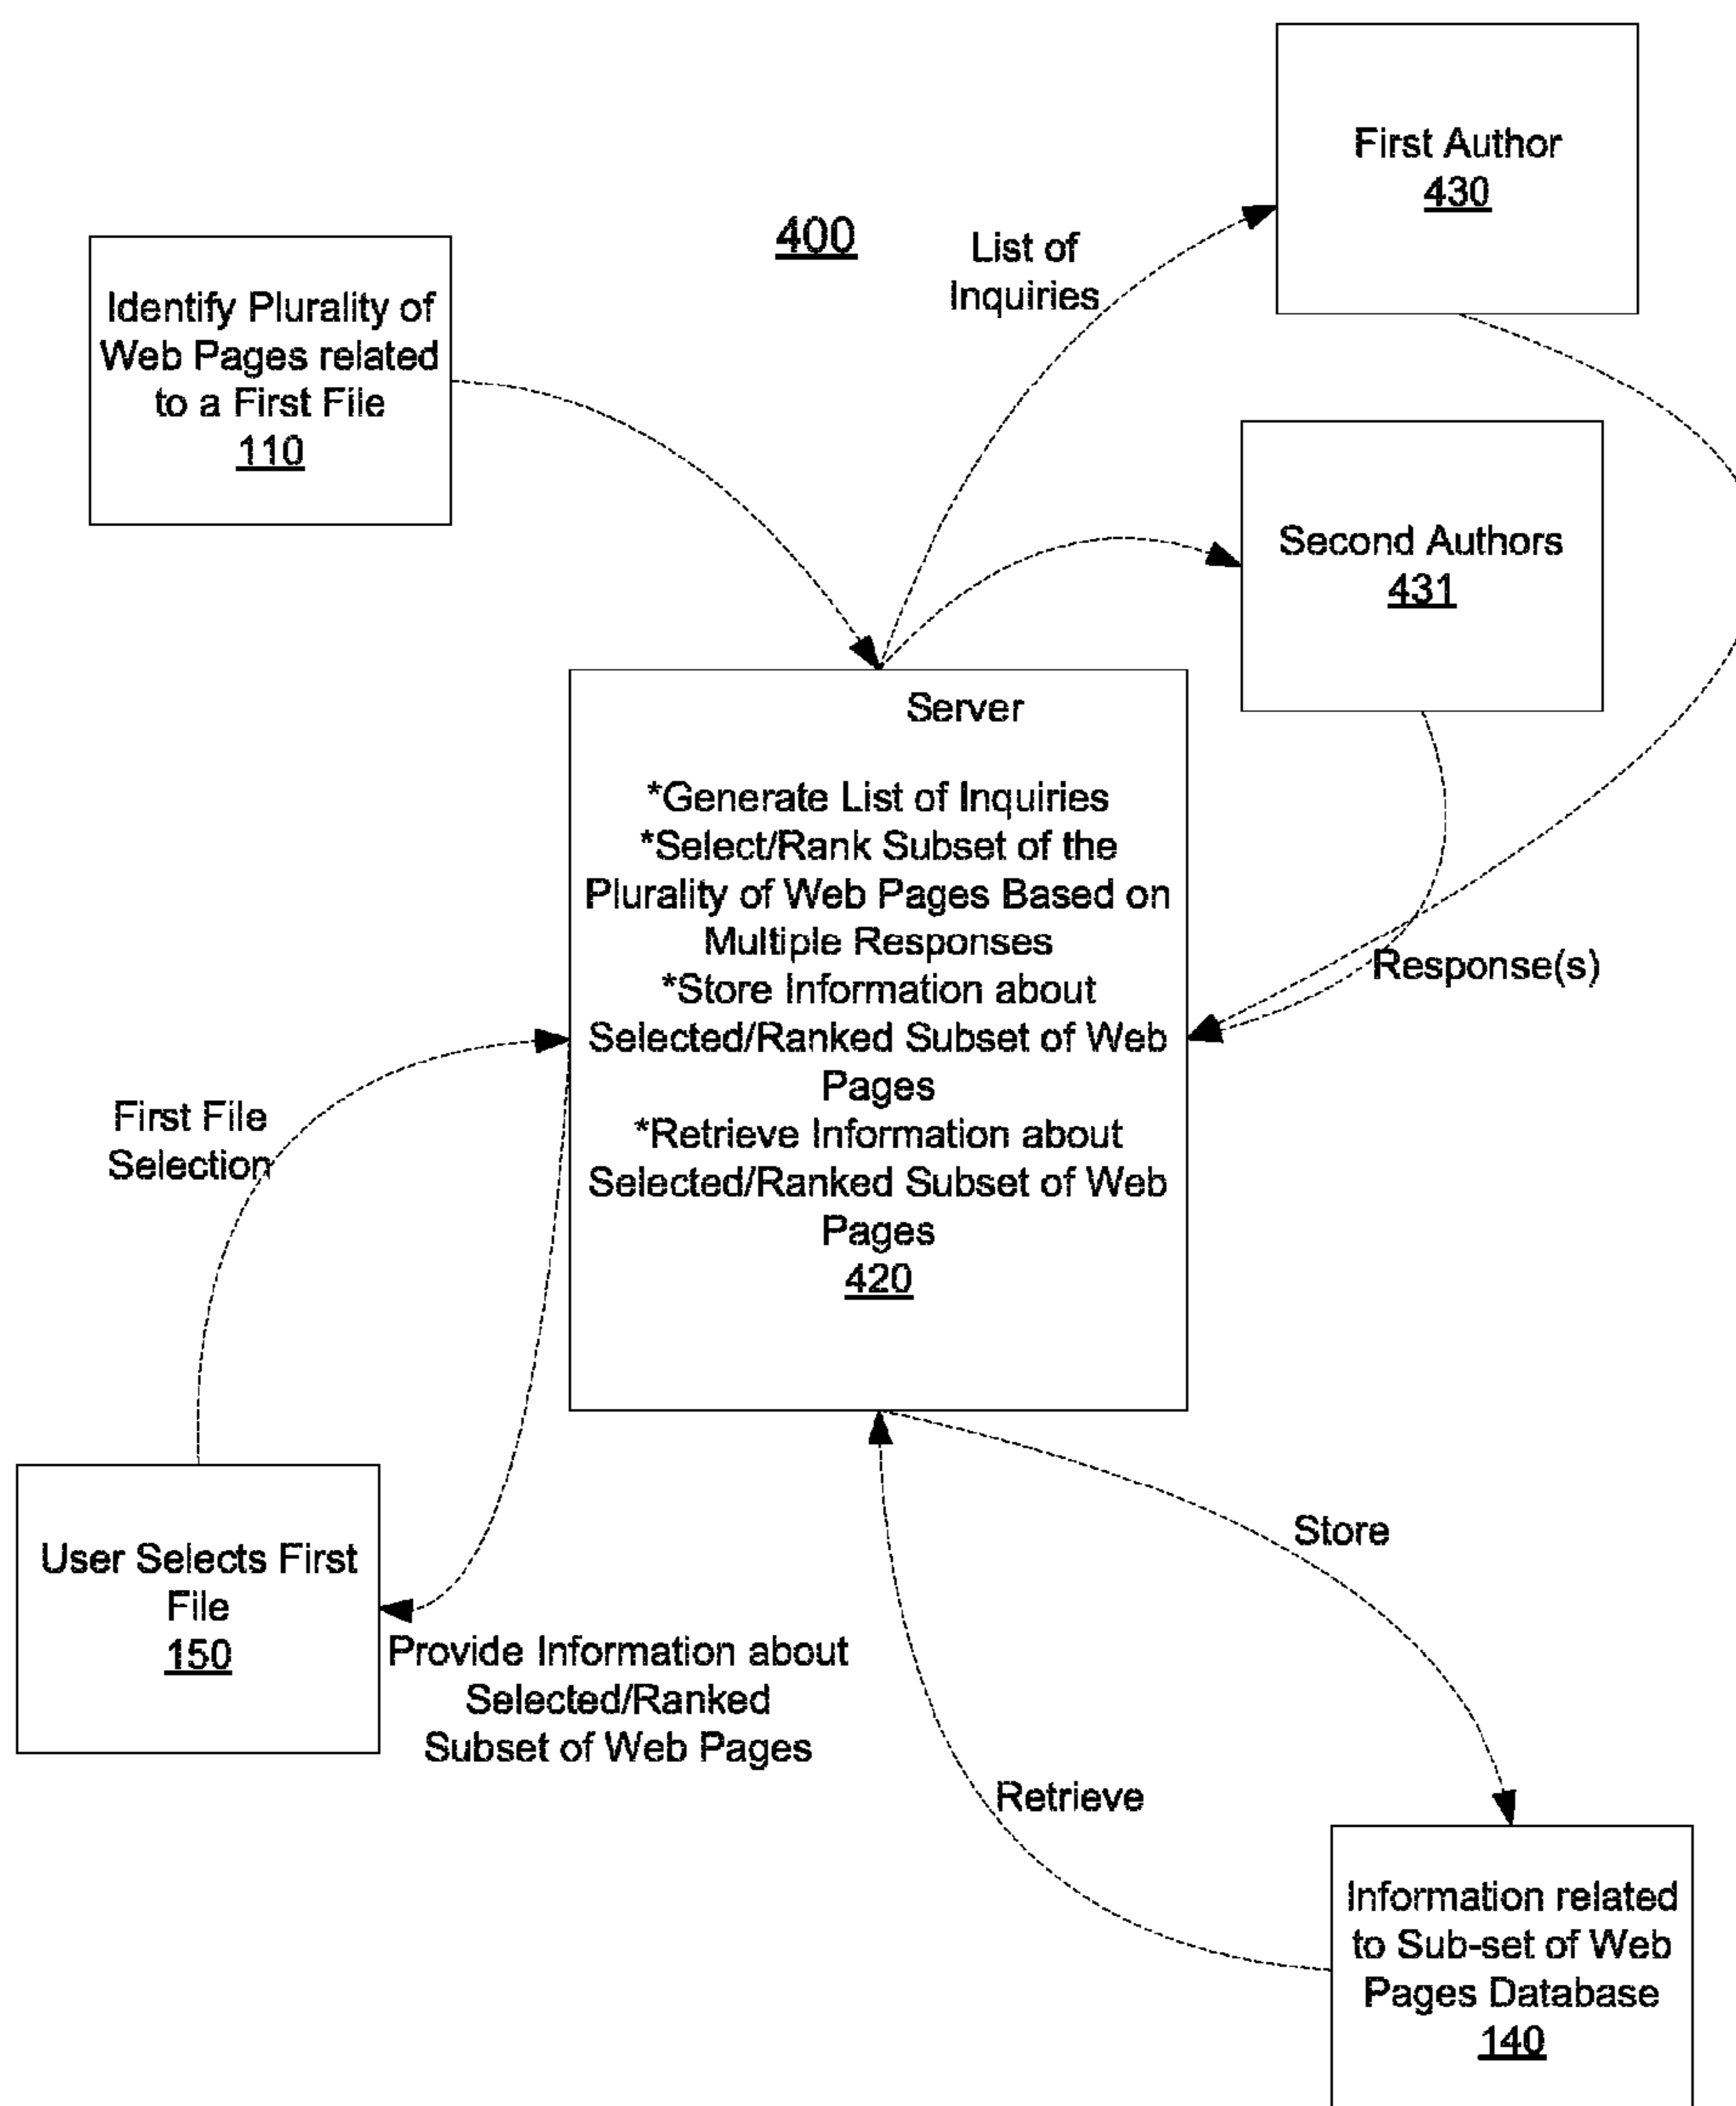 First Author
430
400
List of
Inquiries
Identify Plurality of
Web Pages related
to a First File
110
Second Authors
431
Server
*Generate List of Inquiries
*Select/Rank Subset of the
Plurality of Web Pages Based on
Multiple Responses
*Store Information about
Selected/Ranked Subset of Web
Pages
*Retrieve Information about
Selected/Ranked Subset of Web
Pages
420
Response(s)
First File
Selection
User Selects First
File
150
Provide Information about
Selected/Ranked
Subset of Web Pages
Store
Retrieve
Information related
to Sub-set of Web
Pages Database
140